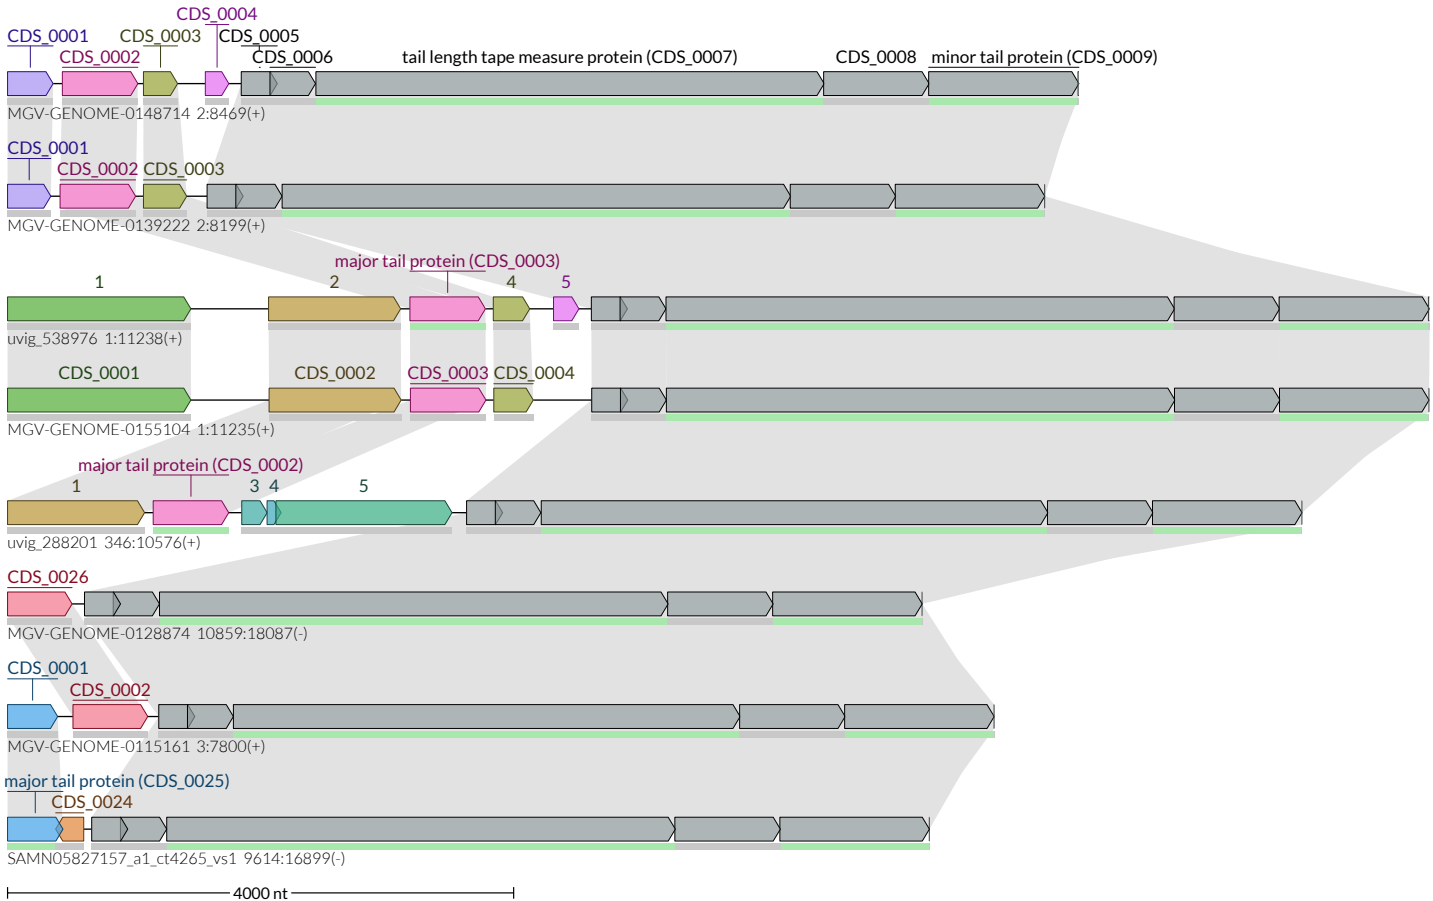 CDS_0004
CDS_0001 CDS_0003 CDS_0005
CDS_0002 CDS_0006 tail length tape measure protein (CDS_0007) CDS_0008 minor tail protein (CDS_0009)
MGV-GENOME-0148714 2:8469(+)
CDS_0001
CDS_0002 CDS_0003
MGV-GENOME-0139222 2:8199(+)
major tail protein (CDS_0003)
1 2 4 5
uvig_538976 1:11238(+)
CDS_0001 CDS_0002 CDS_0003 CDS_0004
MGV-GENOME-0155104 1:11235(+)
major tail protein (CDS_0002)
1 3 4 5
uvig_288201 346:10576(+)
CDS_0026
MGV-GENOME-0128874 10859:18087(-)
CDS_0001
CDS_0002
MGV-GENOME-0115161 3:7800(+)
major tail protein (CDS_0025)
CDS_0024
SAMN05827157_a1_ct4265_vs1 9614:16899(-)
4000 nt